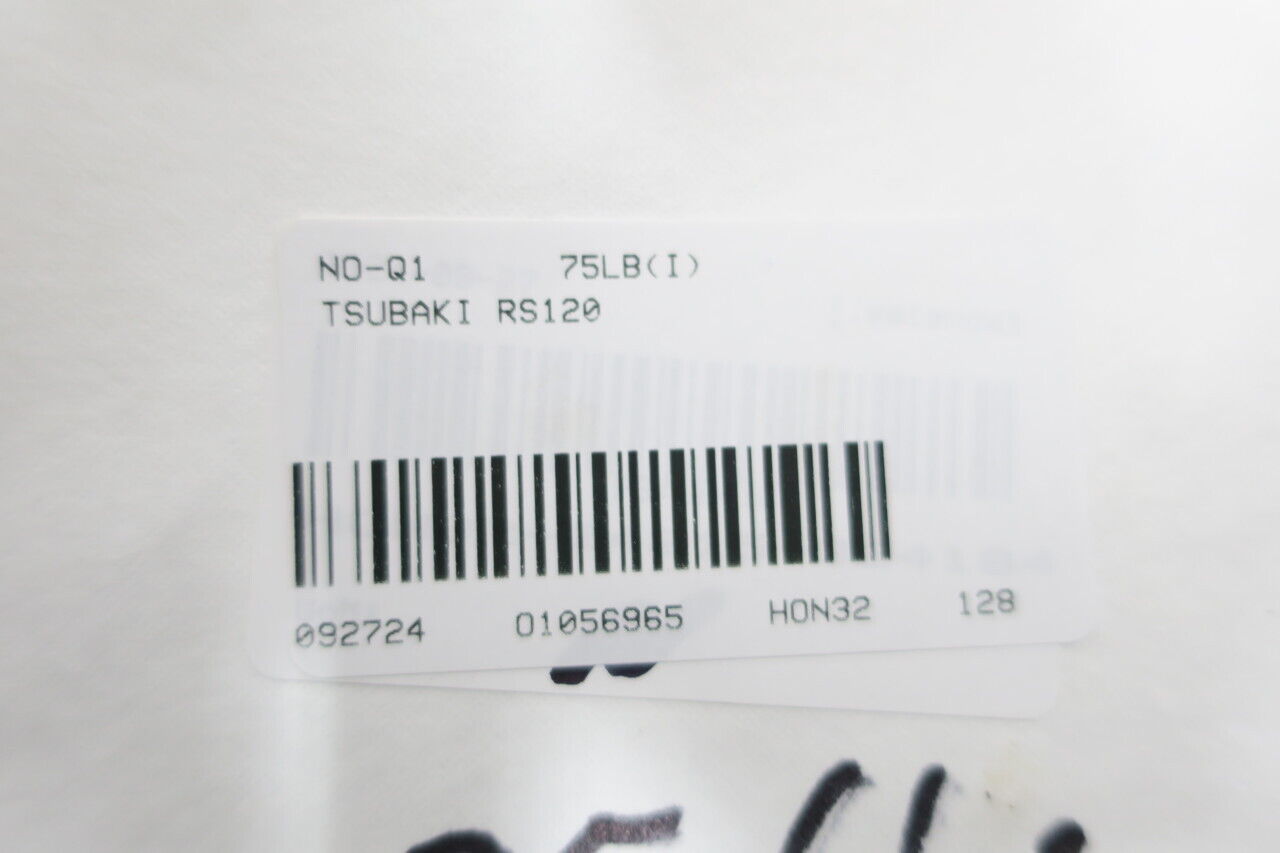 NO-Q1 75LB(I)
TSUBAKI RS120
092724 01056965 HON32 128